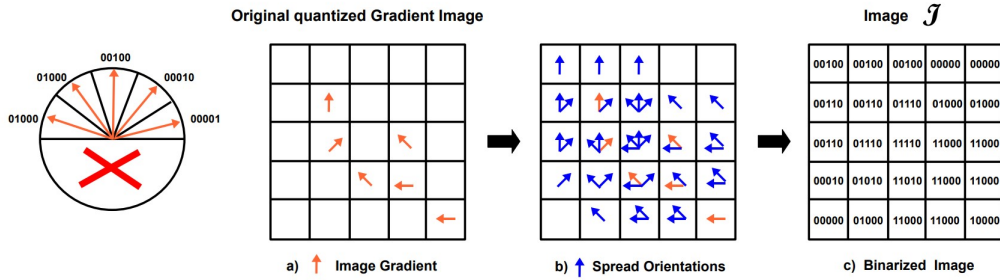 Original quantized Gradient Image
Image 𝒥
00100
01000
00010
01000
00001
00100 00100 00100 00000 00000
00110 00110 01110 01000 01000
00110 01110 11110 11000 11000
00010 01010 11010 11000 11000
00000 01000 11000 11000 10000
a) Image Gradient
b) Spread Orientations
c) Binarized Image